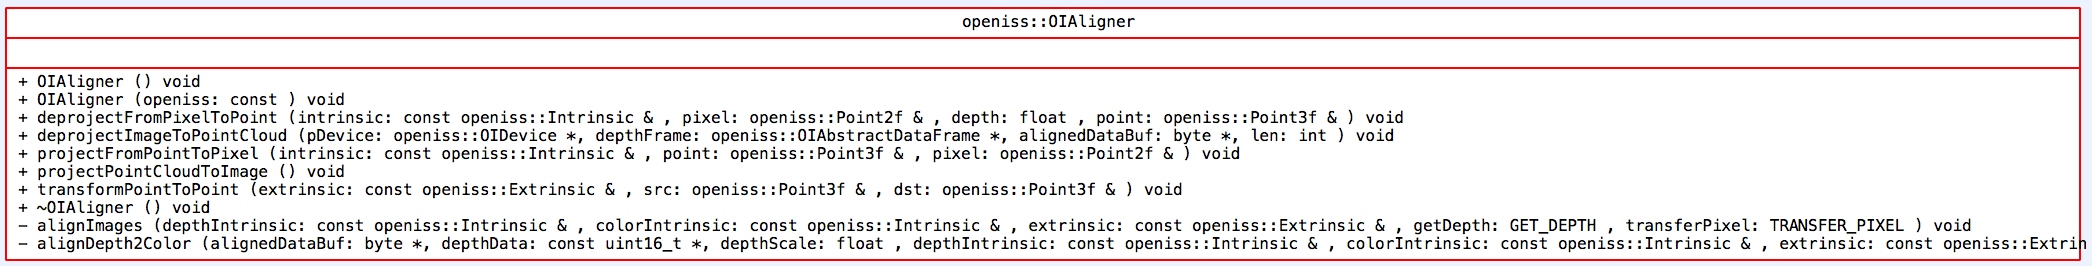 openiss::OIAligner
+ OIAligner () void
+ OIAligner (openiss: const ) void
+ deprojectFromPixelToPoint (intrinsic: const openiss::Intrinsic & , pixel: openiss::Point2f & , depth: float , point: openiss::Point3f & ) void
+ deprojectImageToPointCloud (pDevice: openiss::OIDevice *, depthFrame: openiss::OIAbstractDataFrame *, alignedDataBuf: byte *, len: int ) void
+ projectFromPointToPixel (intrinsic: const openiss::Intrinsic & , point: openiss::Point3f & , pixel: openiss::Point2f & ) void
+ projectPointCloudToImage () void
+ transformPointToPoint (extrinsic: const openiss::Extrinsic & , src: openiss::Point3f & , dst: openiss::Point3f & ) void
+ ~OIAligner () void
− alignImages (depthIntrinsic: const openiss::Intrinsic & , colorIntrinsic: const openiss::Intrinsic & , extrinsic: const openiss::Extrinsic & , getDepth: GET_DEPTH , transferPixel: TRANSFER_PIXEL ) void
− alignDepth2Color (alignedDataBuf: byte *, depthData: const uint16_t *, depthScale: float , depthIntrinsic: const openiss::Intrinsic & , colorIntrinsic: const openiss::Intrinsic & , extrinsic: const openiss::Extrin